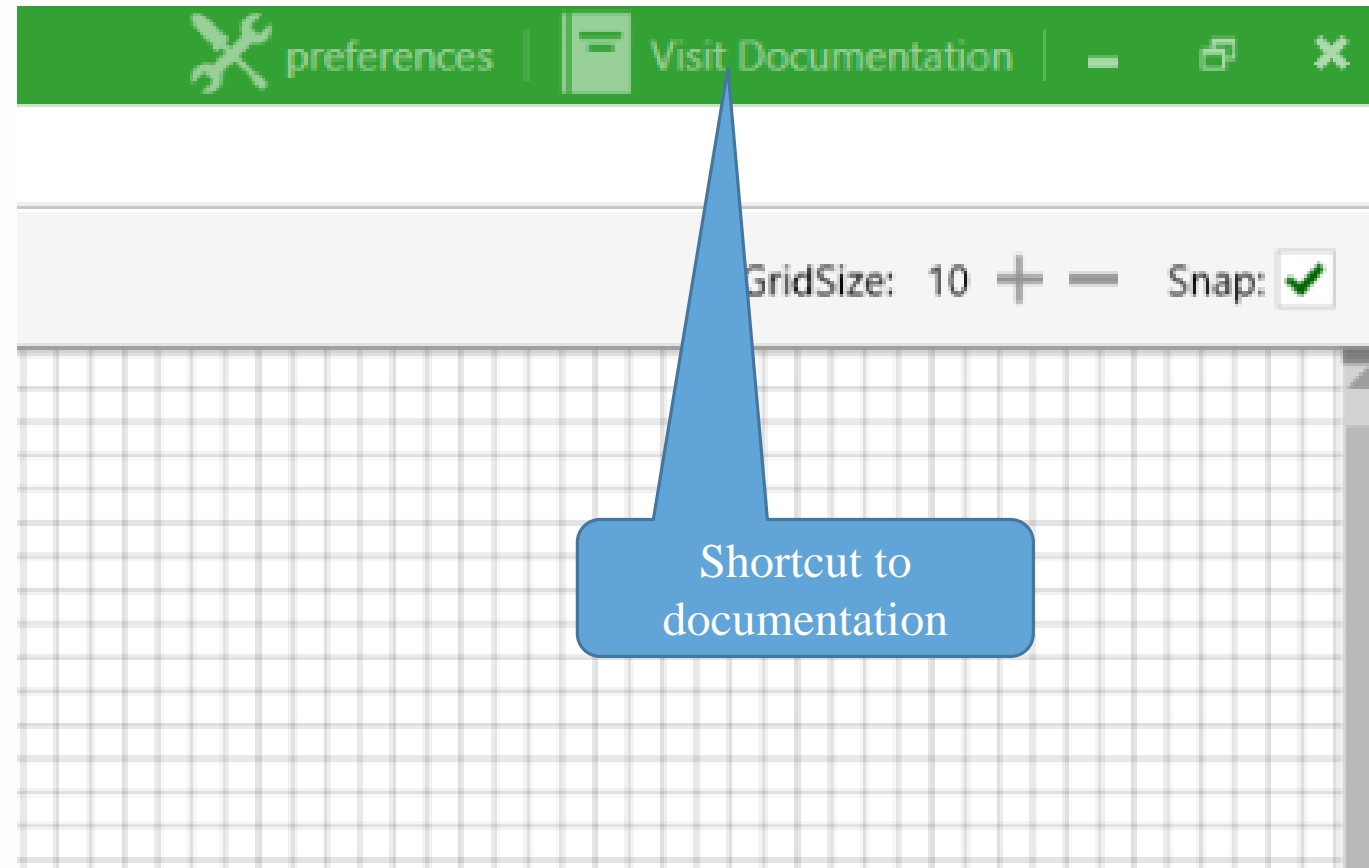 preferences Visit Documentation
GridSize: 10 Snap:
Shortcut to
documentation